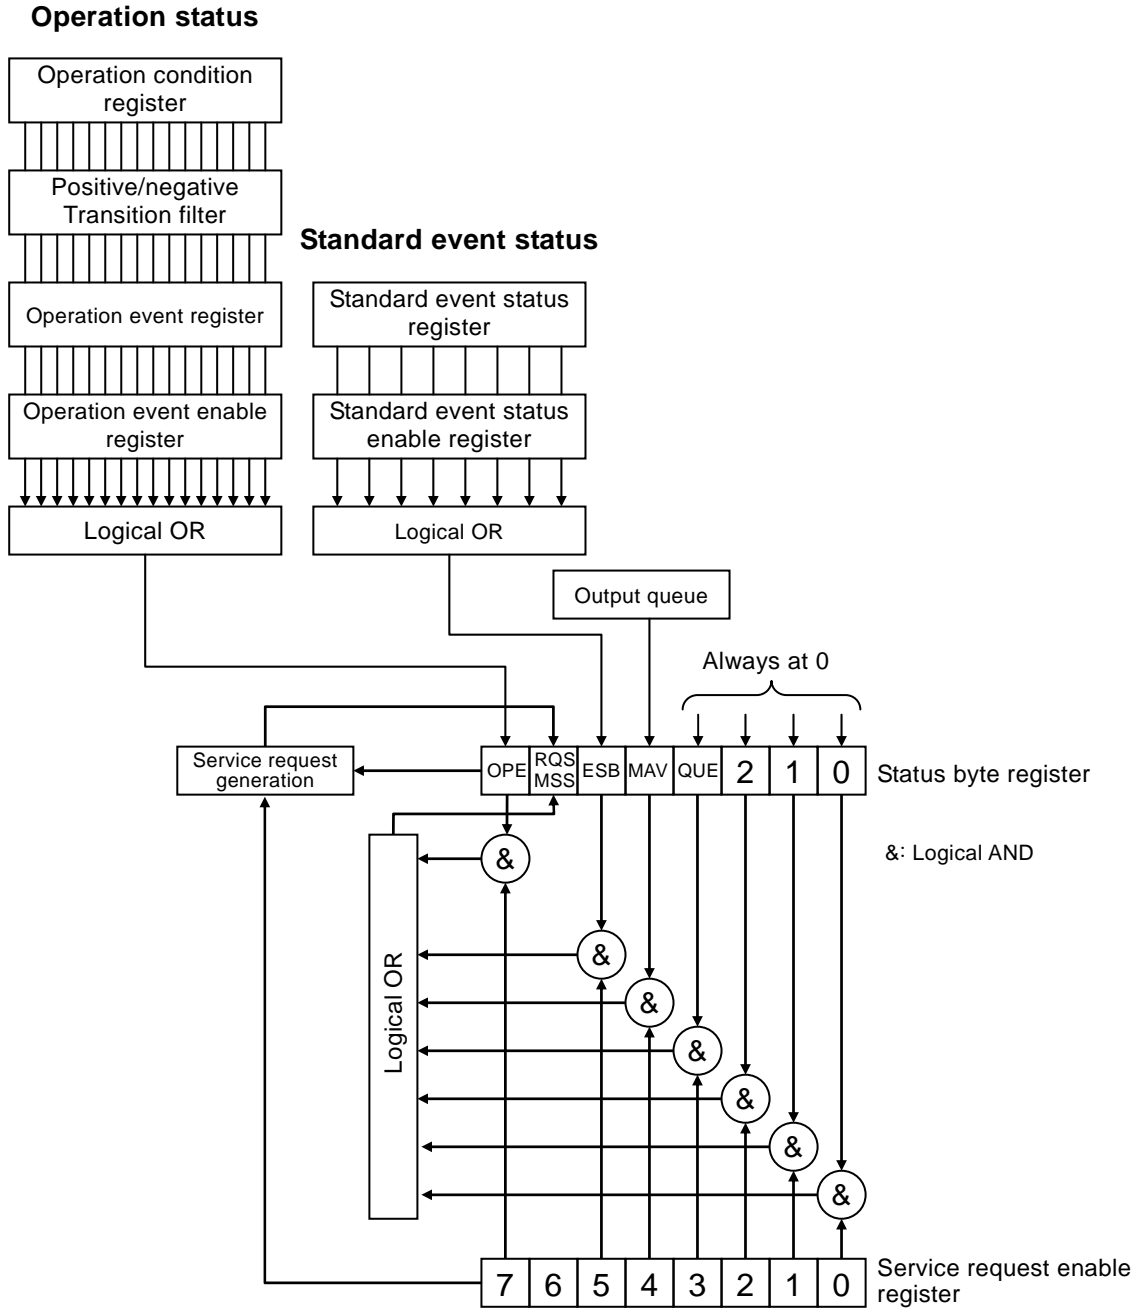 Operation status
Operation condition
register
Positive/negative
Transition filter
Operation event register
Operation event enable
register
Logical OR
Standard event status
Standard event status
register
Standard event status
enable register
Logical OR
Output queue
Always at 0
Service request
generation
OPE
RQS
MSS
ESB
MAV
QUE
2
1
0
Status byte register
&: Logical AND
&
&
&
&
&
&
&
Logical OR
7
6
5
4
3
2
1
0
Service request enable
register